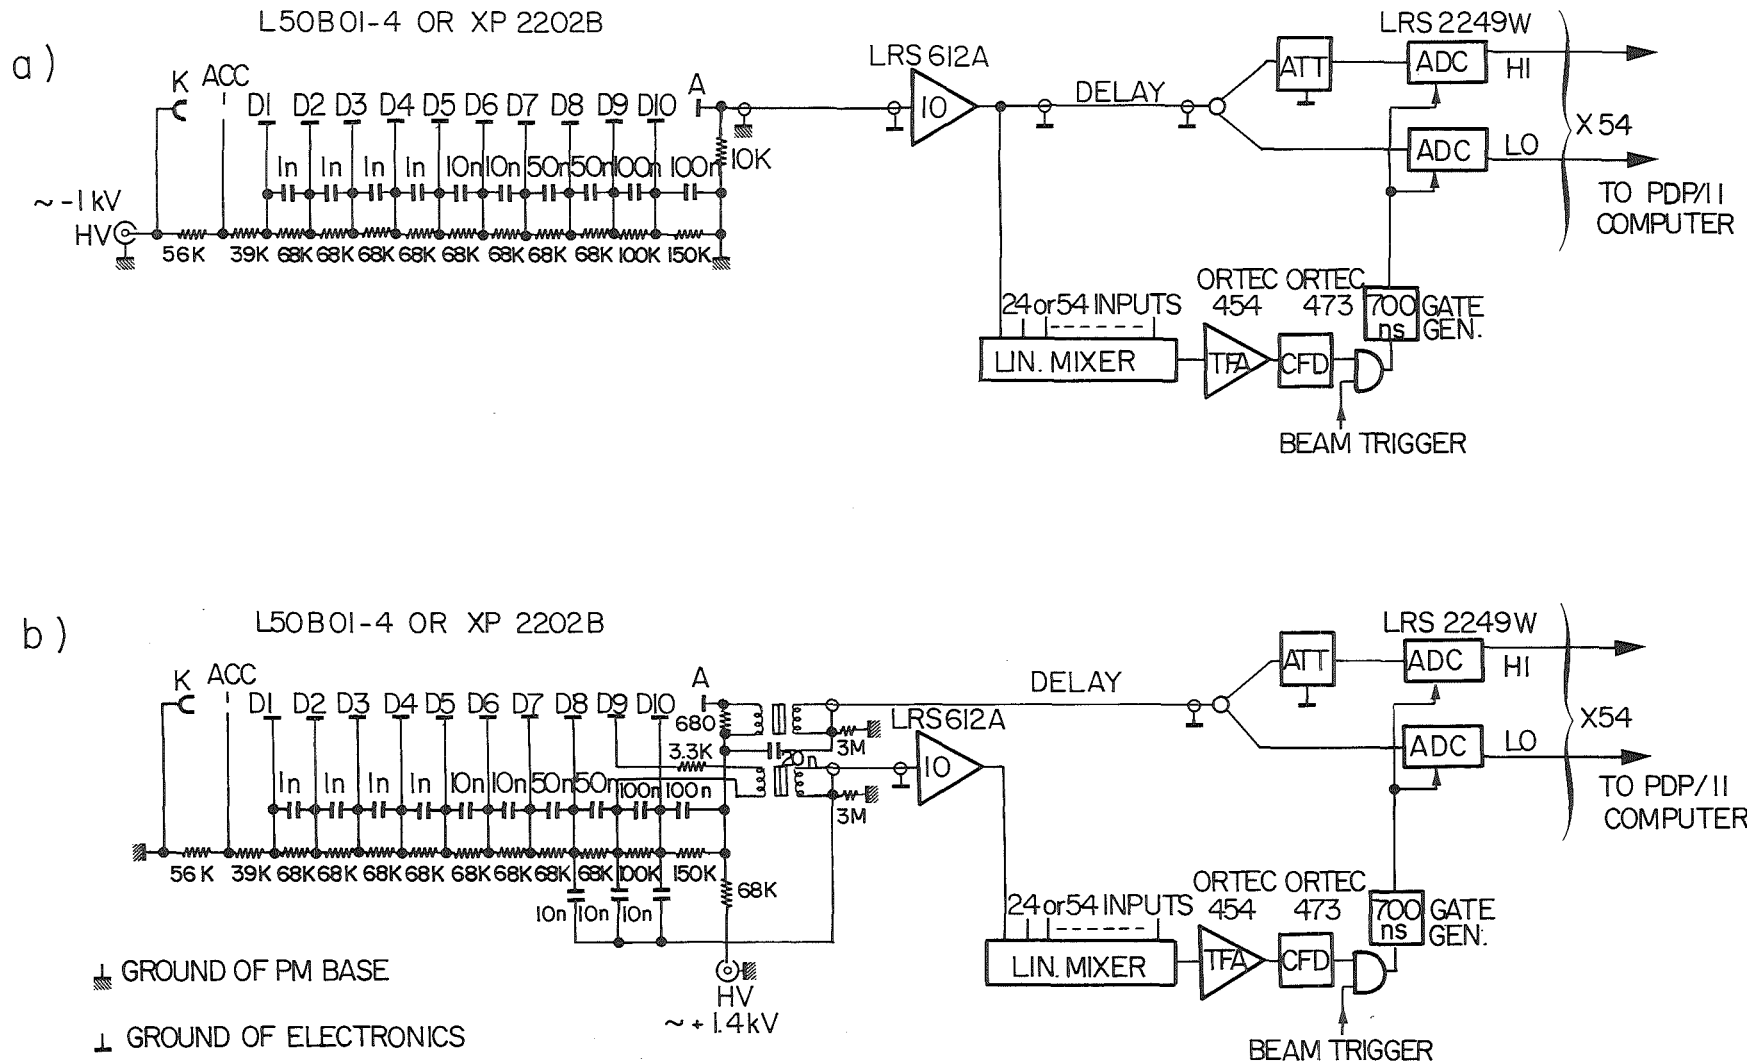 a )
L50B01-4 OR XP 2202B
K ACC D1 D2 D3 D4 D5 D6 D7 D8 D9 D10 A
1n 1n 1n 1n 10n 10n 50n 50n 100n 100n
10K
~ -1 kV
HV
56K 39K 68K 68K 68K 68K 68K 68K 68K 68K 100K 150K
LRS 612A
10
DELAY
ATT
LRS 2249W
ADC
HI
ADC
LO
X54
TO PDP/11
COMPUTER
24 or 54 INPUTS
LIN. MIXER
ORTEC ORTEC
454 473
TFA
CFD
700
ns
GATE
GEN.
BEAM TRIGGER
b )
L50B01-4 OR XP 2202B
K ACC D1 D2 D3 D4 D5 D6 D7 D8 D9 D10 A
680
3.3K
20n
3M
3M
1n 1n 1n 1n 10n 10n 50n 50n 100n 100n
56K 39K 68K 68K 68K 68K 68K 68K 68K 68K 100K 150K
10n 10n 10n
68K
HV
~ + 1.4kV
LRS 612A
10
DELAY
ATT
LRS 2249W
ADC
HI
ADC
LO
X54
TO PDP/11
COMPUTER
24 or 54 INPUTS
LIN. MIXER
ORTEC ORTEC
454 473
TFA
CFD
700
ns
GATE
GEN.
BEAM TRIGGER
GROUND OF PM BASE
GROUND OF ELECTRONICS